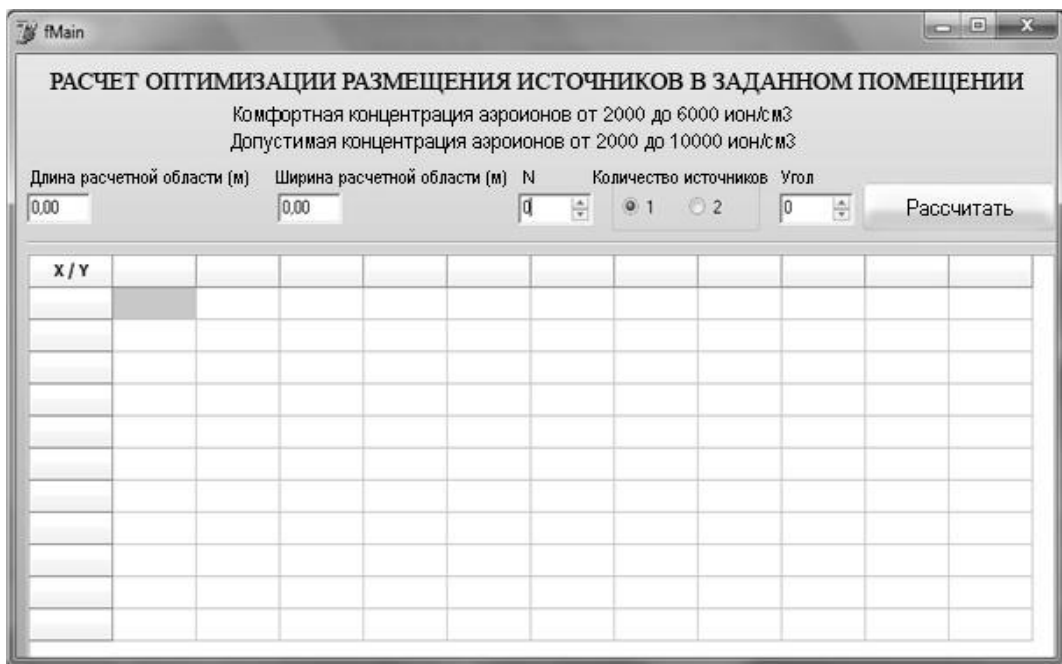 fMain
РАСЧЕТ ОПТИМИЗАЦИИ РАЗМЕЩЕНИЯ ИСТОЧНИКОВ В ЗАДАННОМ ПОМЕЩЕНИИ
Комфортная концентрация аэроионов от 2000 до 6000 ион/см3
Допустимая концентрация аэроионов от 2000 до 10000 ион/см3
Длина расчетной области (м) Ширина расчетной области (м) N Количество источников Угол
0,00 0,00 0 1 2 0 Рассчитать
X / Y